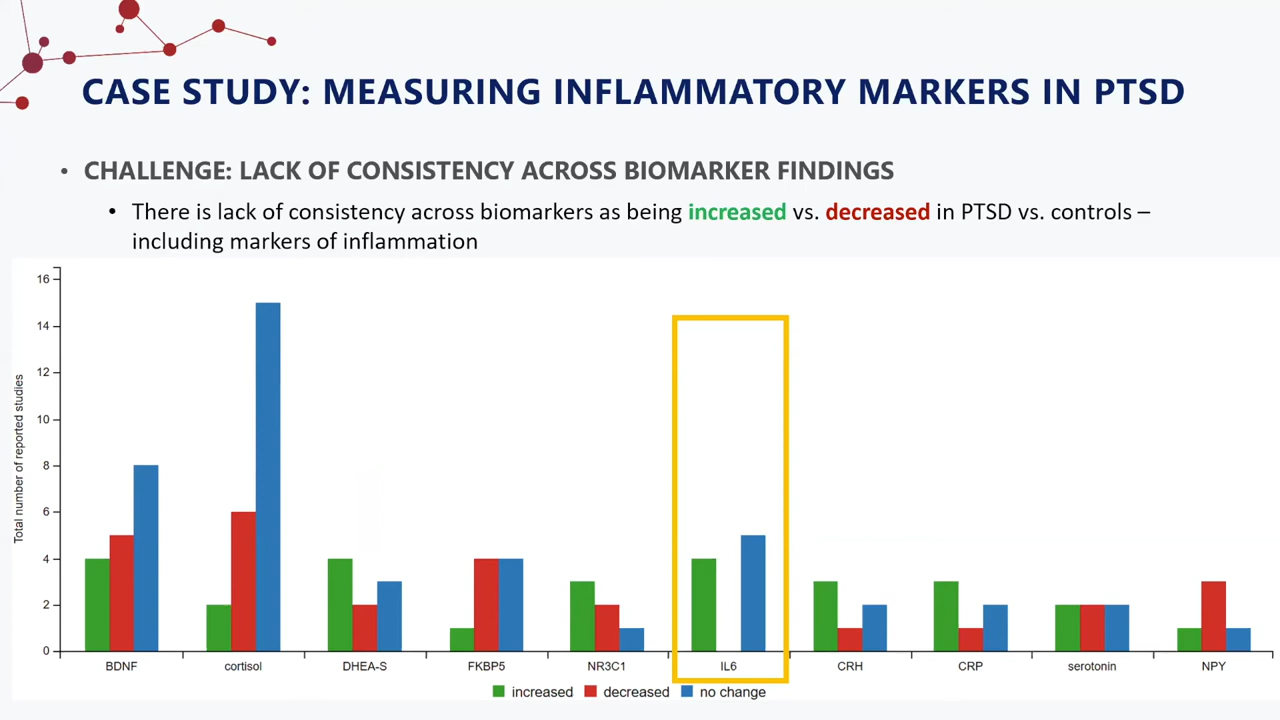 CASE STUDY: MEASURING INFLAMMATORY MARKERS IN PTSD
• CHALLENGE: LACK OF CONSISTENCY ACROSS BIOMARKER FINDINGS
• There is lack of consistency across biomarkers as being increased vs. decreased in PTSD vs. controls –
including markers of inflammation
Total number of reported studies
16
14
12
10
8
6
4
2
0
BDNF cortisol DHEA-S FKBP5 NR3C1 IL6 CRH CRP serotonin NPY
increased decreased no change